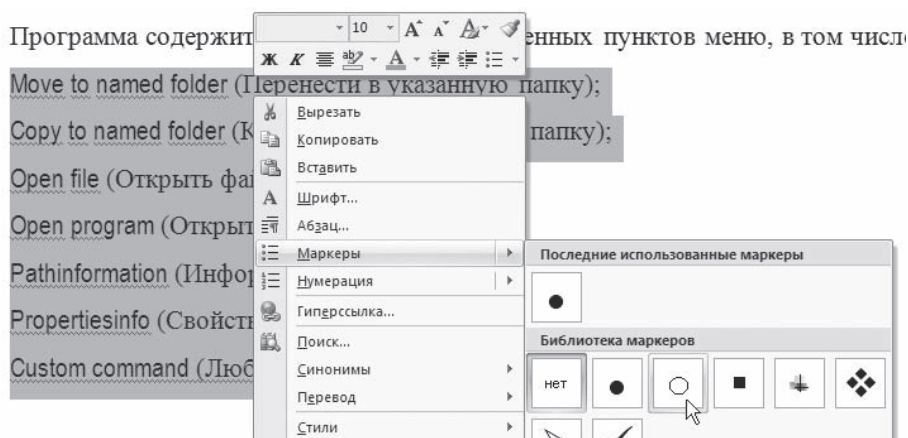 Программа содержит
енных пунктов меню, в том числе
10
Ж К
Move to named folder (Перенести в указанную папку);
Copy to named folder (К
папку);
Open file (Открыть фай
Open program (Открыт
Pathinformation (Инфор
Propertiesinfo (Свойств
Custom command (Люб
Вырезать
Копировать
Вставить
Шрифт...
Абзац...
Маркеры
Нумерация
Гиперссылка...
Поиск...
Синонимы
Перевод
Стили
Последние использованные маркеры
Библиотека маркеров
нет